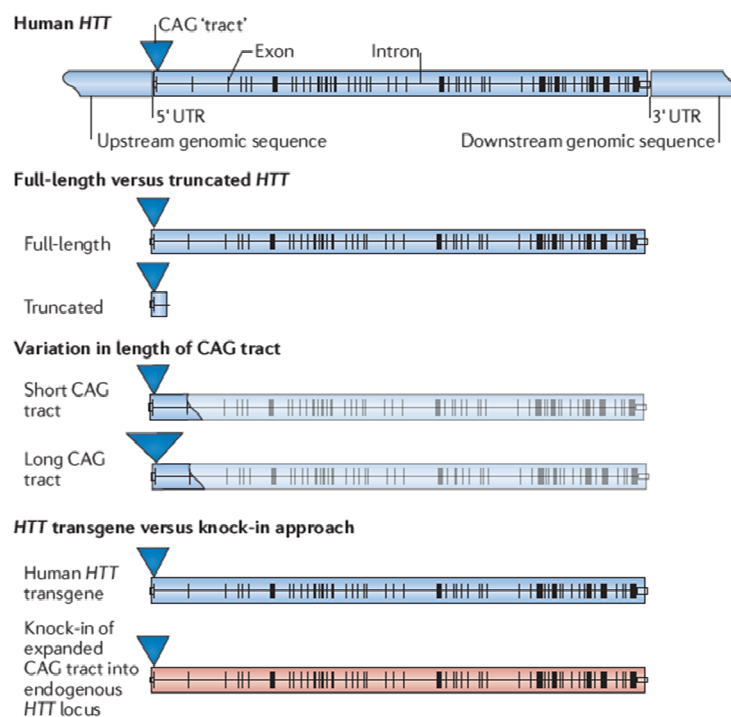 Human HTT
CAG 'tract'
Exon
Intron
5' UTR
3' UTR
Upstream genomic sequence
Downstream genomic sequence
Full-length versus truncated HTT
Full-length
Truncated
Variation in length of CAG tract
Short CAG
tract
Long CAG
tract
HTT transgene versus knock-in approach
Human HTT
transgene
Knock-in of
expanded
CAG tract into
endogenous
HTT locus